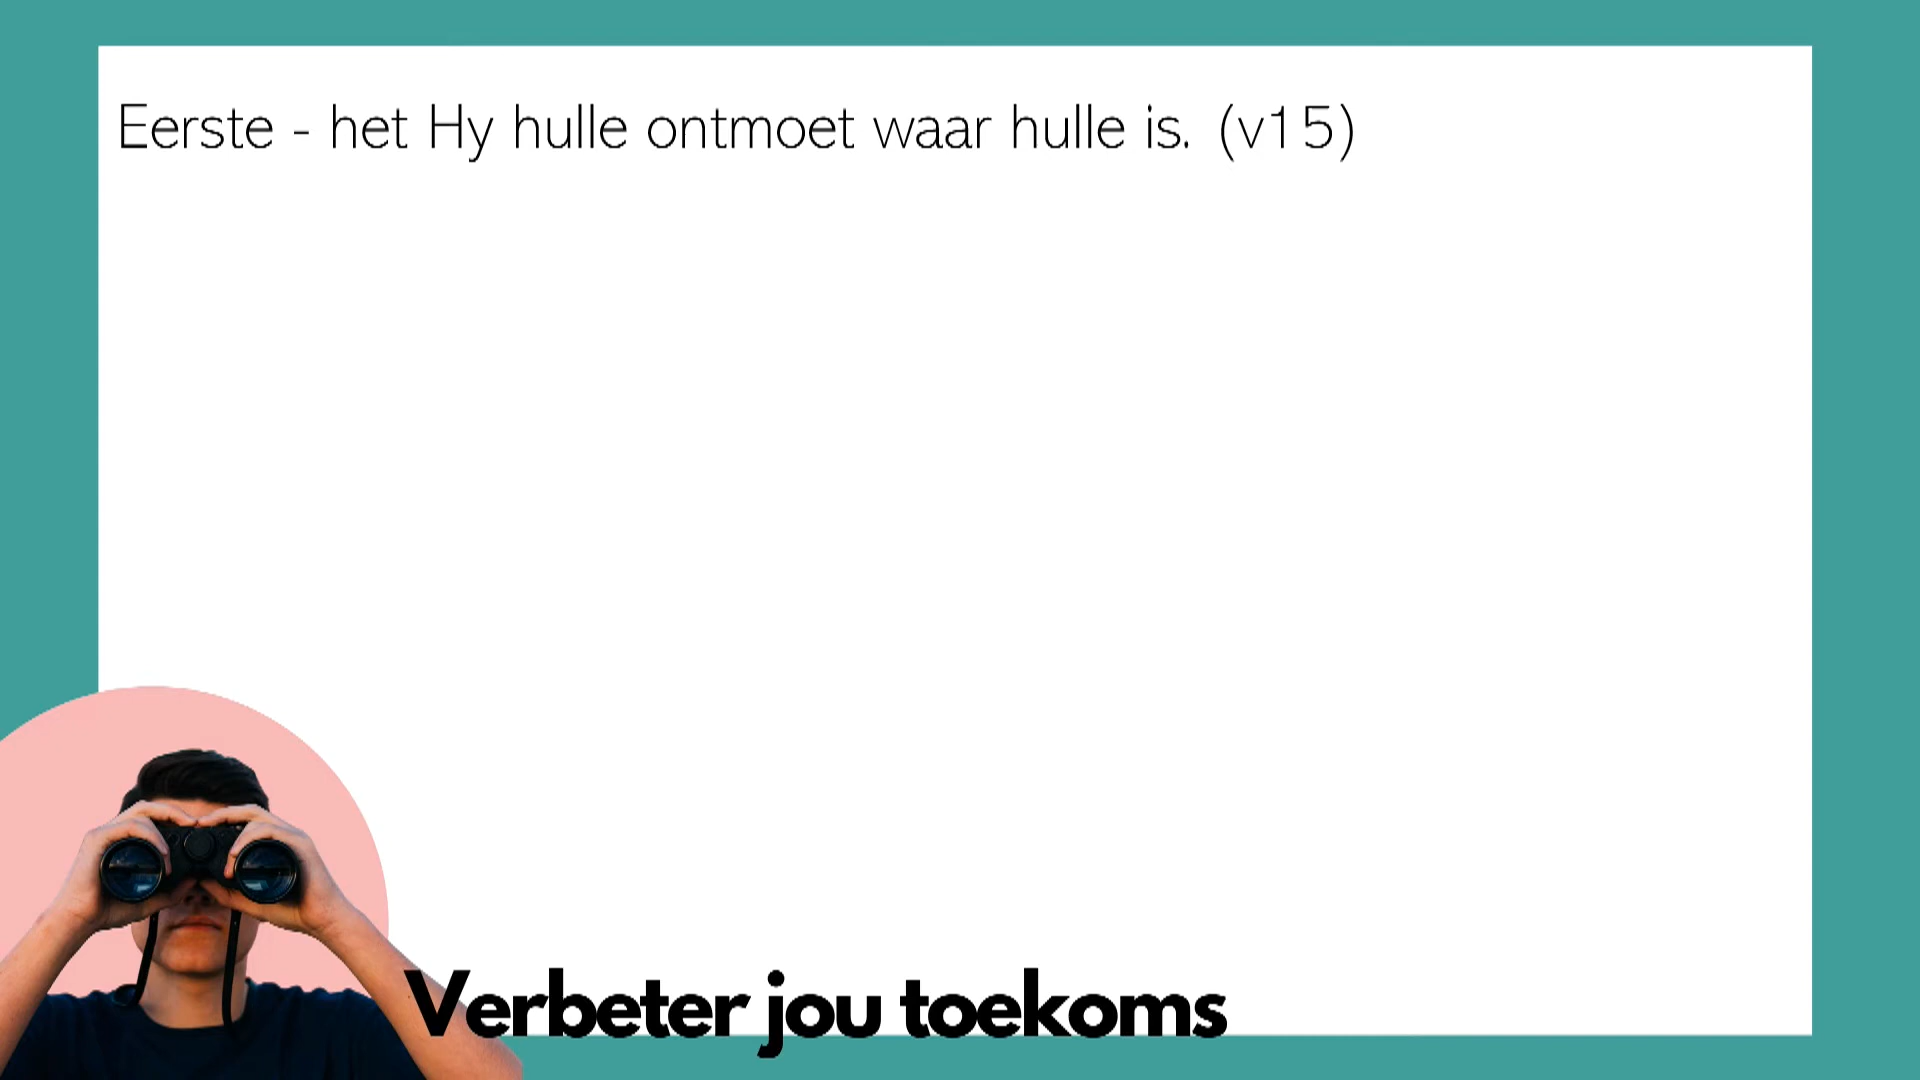 Eerste - het Hy hulle ontmoet waar hulle is. (v15)
Verbeter jou toekoms